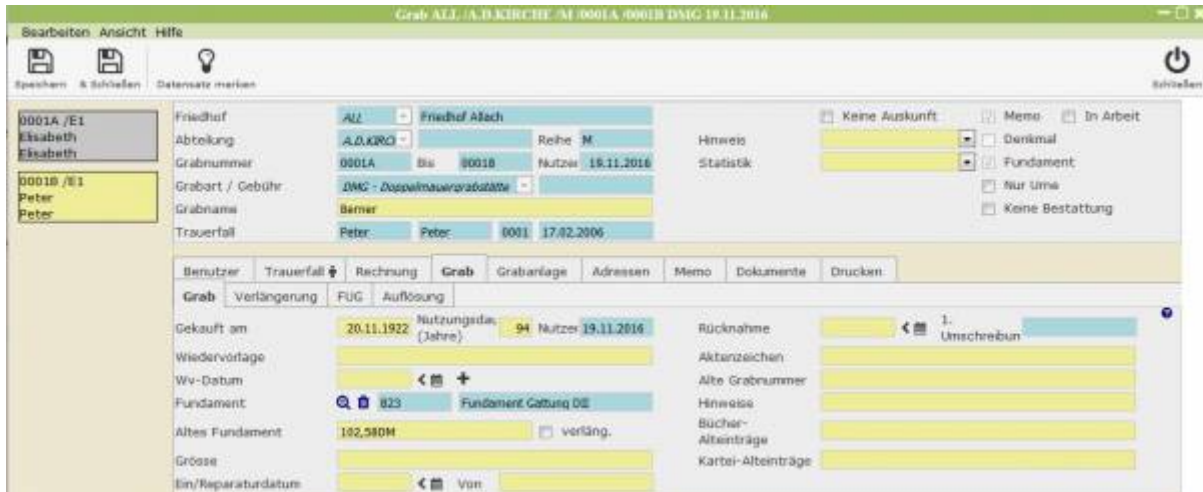 Grab ALL /A.D.KIRCHE /M /0001A /0001B DMG 19.11.2016
Bearbeiten Ansicht Hilfe
Speichern & Schließen Datensatz merken Schließen
0001A /E1
Elisabeth
Elisabeth
0001B /E1
Peter
Peter
Friedhof ALL Friedhof Allach Keine Auskunft Memo In Arbeit
Abteilung A.D.KIRC Reihe M Hinweis Denkmal
Grabnummer 0001A Bis 0001B Nutzer 19.11.2016 Statistik Fundament
Grabart / Gebühr DMG - Doppelmauergrabstätte Nur Urne
Grabname Berner Keine Bestattung
Trauerfall Peter Peter 0001 17.02.2006
Benutzer Trauerfall Rechnung Grab Grabanlage Adressen Memo Dokumente Drucken
Grab Verlängerung FUG Auflösung
Gekauft am 20.11.1922 Nutzungsdau (Jahre) 94 Nutzer 19.11.2016 Rücknahme 1. Umschreibun
Wiedervorlage Aktenzeichen
Wv-Datum Alte Grabnummer
Fundament 823 Fundament Gattung DII Hinweise
Altes Fundament 102,58DM verläng. Bücher-Alteinträge
Grösse Kartei-Alteinträge
Ein/Reparaturdatum Von